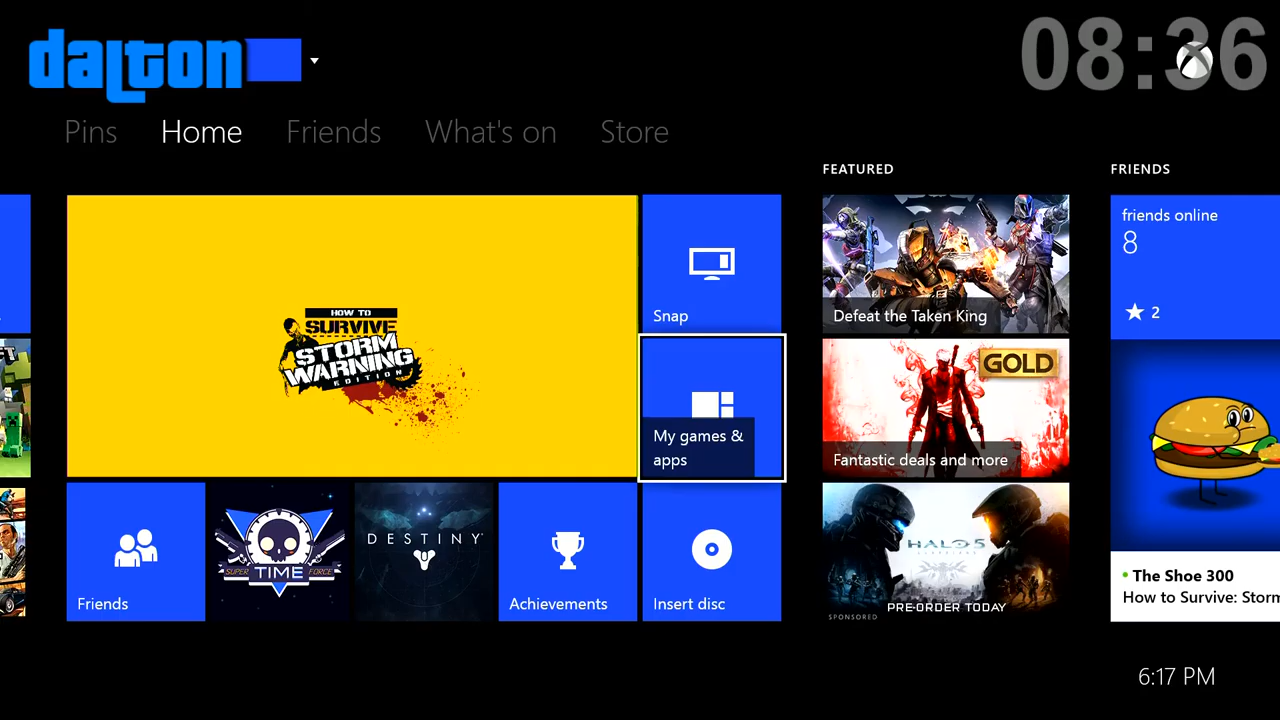 dalton
08:36
Pins Home Friends What's on Store
FEATURED
FRIENDS
HOW TO
SURVIVE
STORM
WARNING
EDITION
Snap
My games &
apps
Friends
SUPER TIME FORCE
DESTINY
Achievements
Insert disc
Defeat the Taken King
GOLD
Fantastic deals and more
HALO 5
GUARDIANS
PRE-ORDER TODAY
SPONSORED
friends online
8
2
The Shoe 300
How to Survive: Storm
6:17 PM